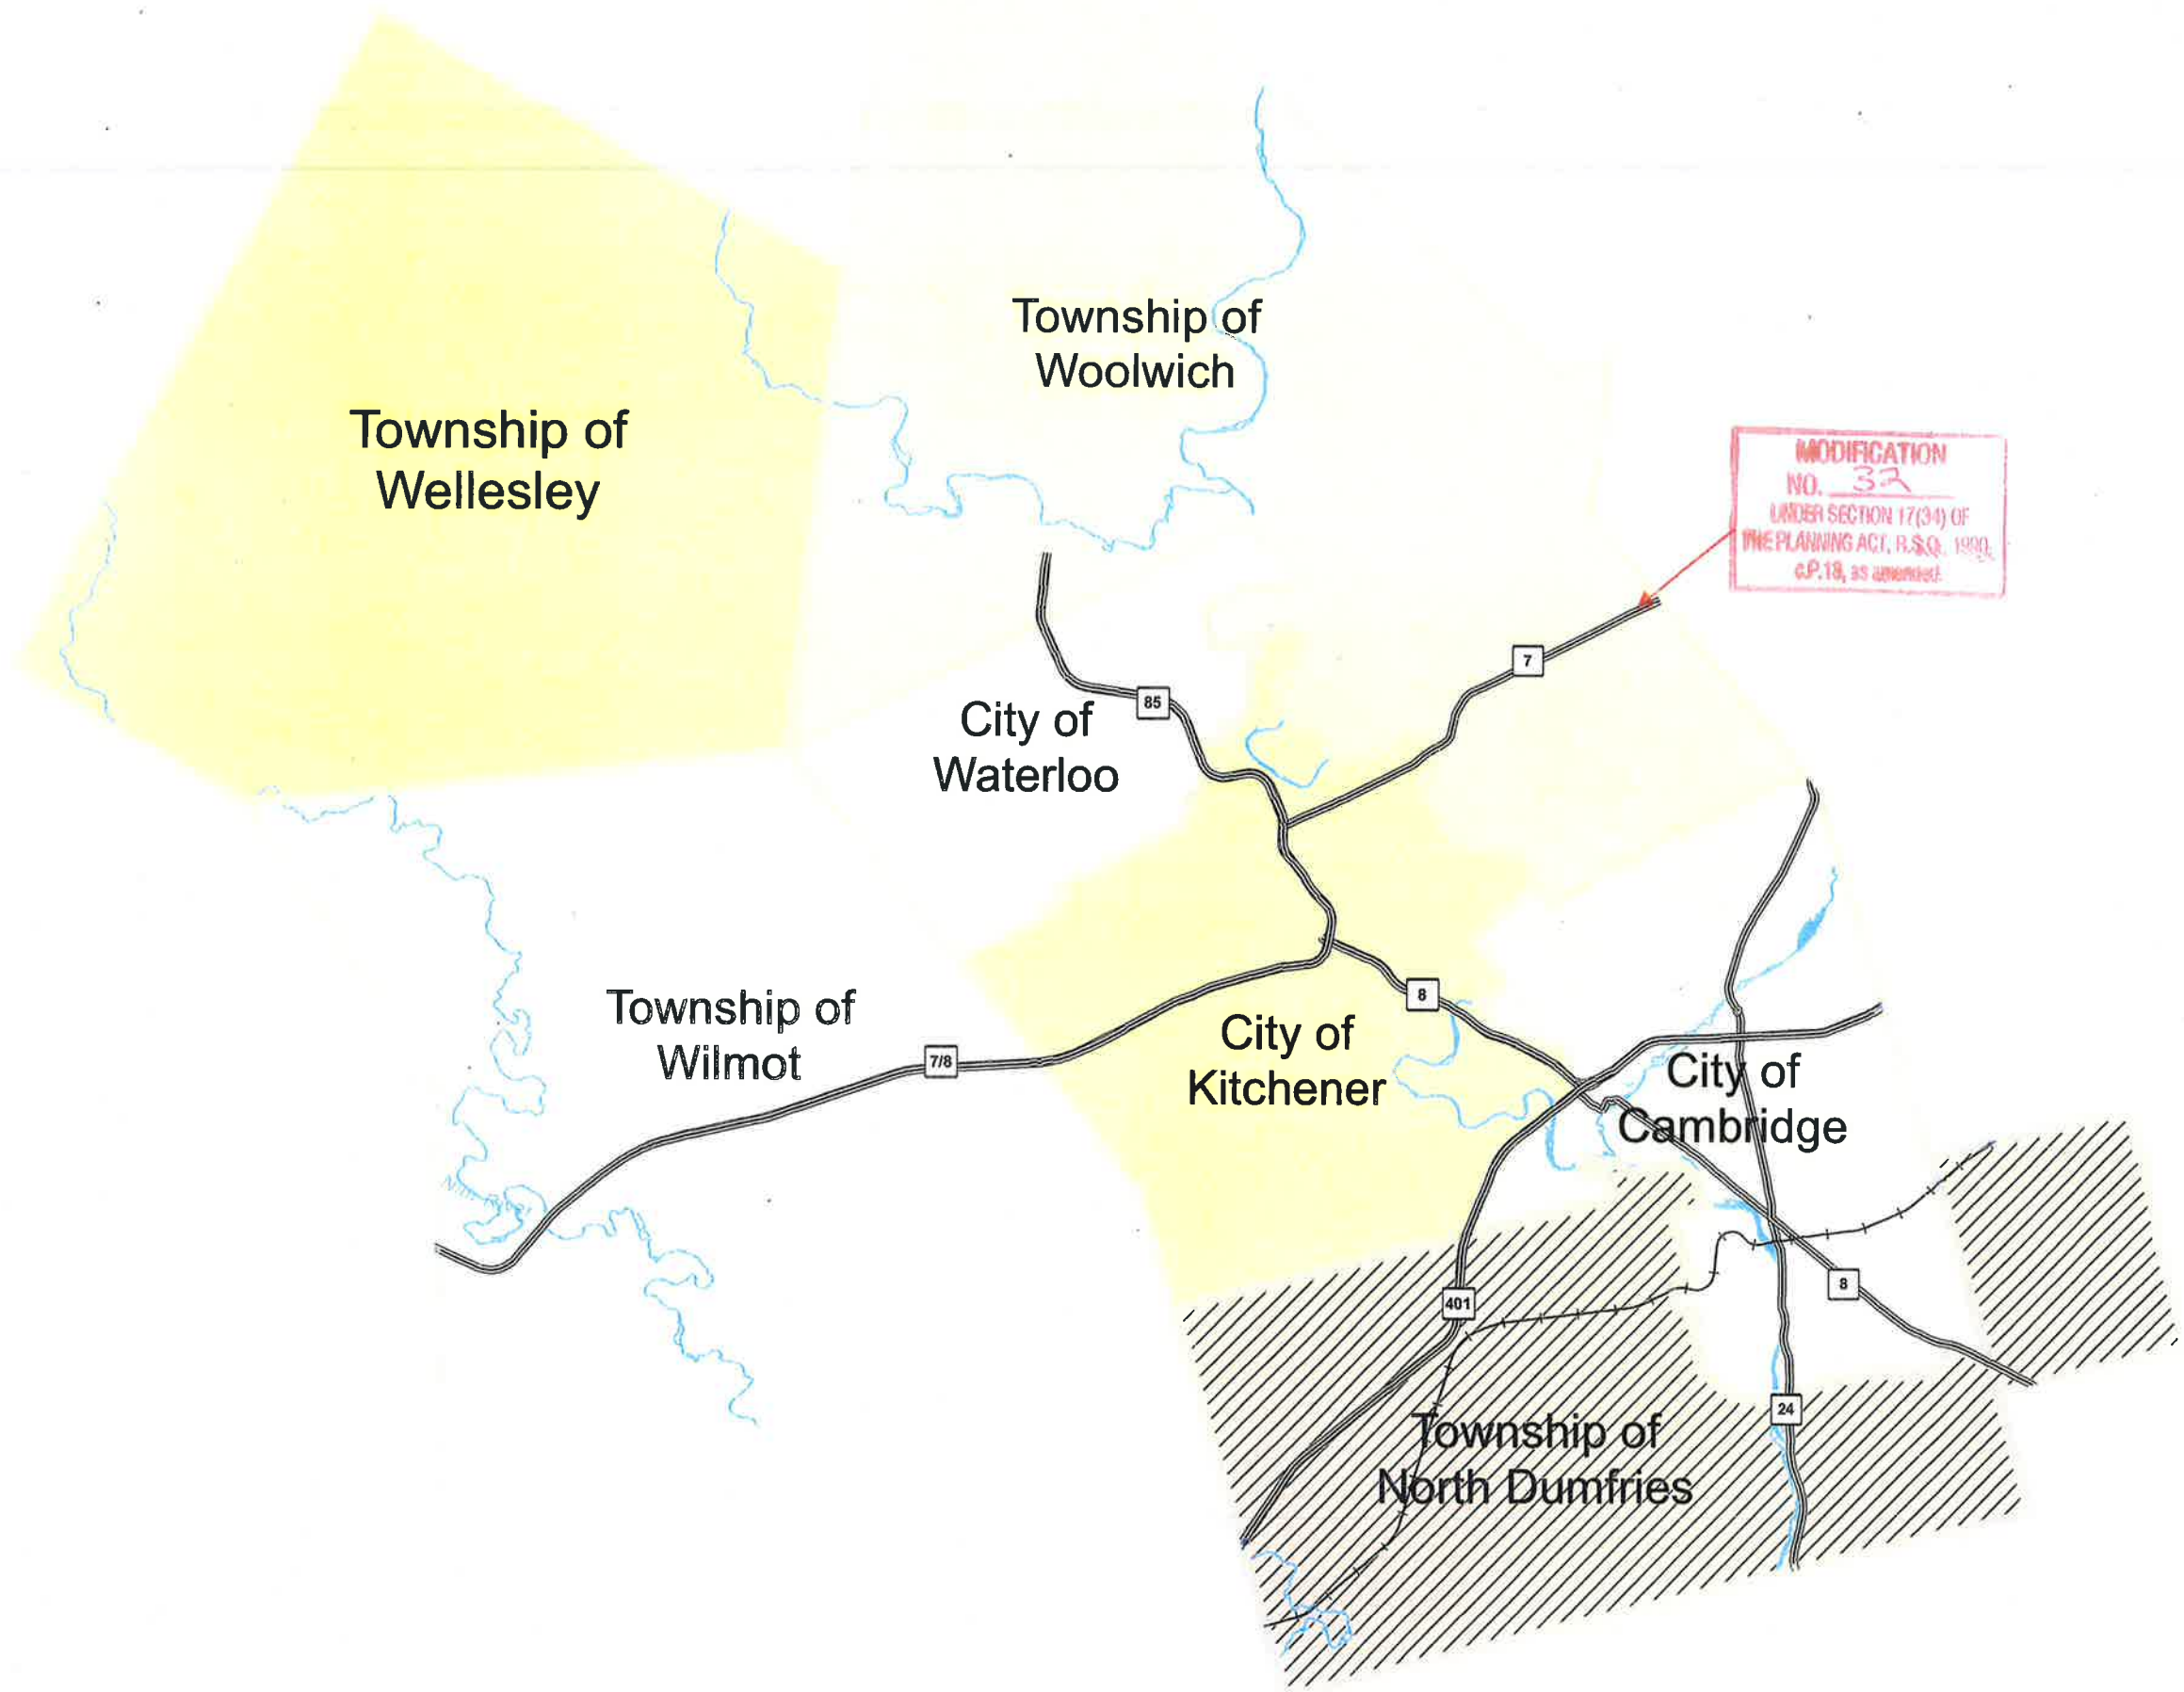 Township of
Woolwich
Township of
Wellesley
MODIFICATION
NO. 32
UNDER SECTION 17(34) OF
THE PLANNING ACT, R.S.O. 1990,
c.P.18, as amended.
7
85
City of
Waterloo
8
Township of
Wilmot
7/8
City of
Kitchener
City of
Cambridge
8
401
24
Township of
North Dumfries